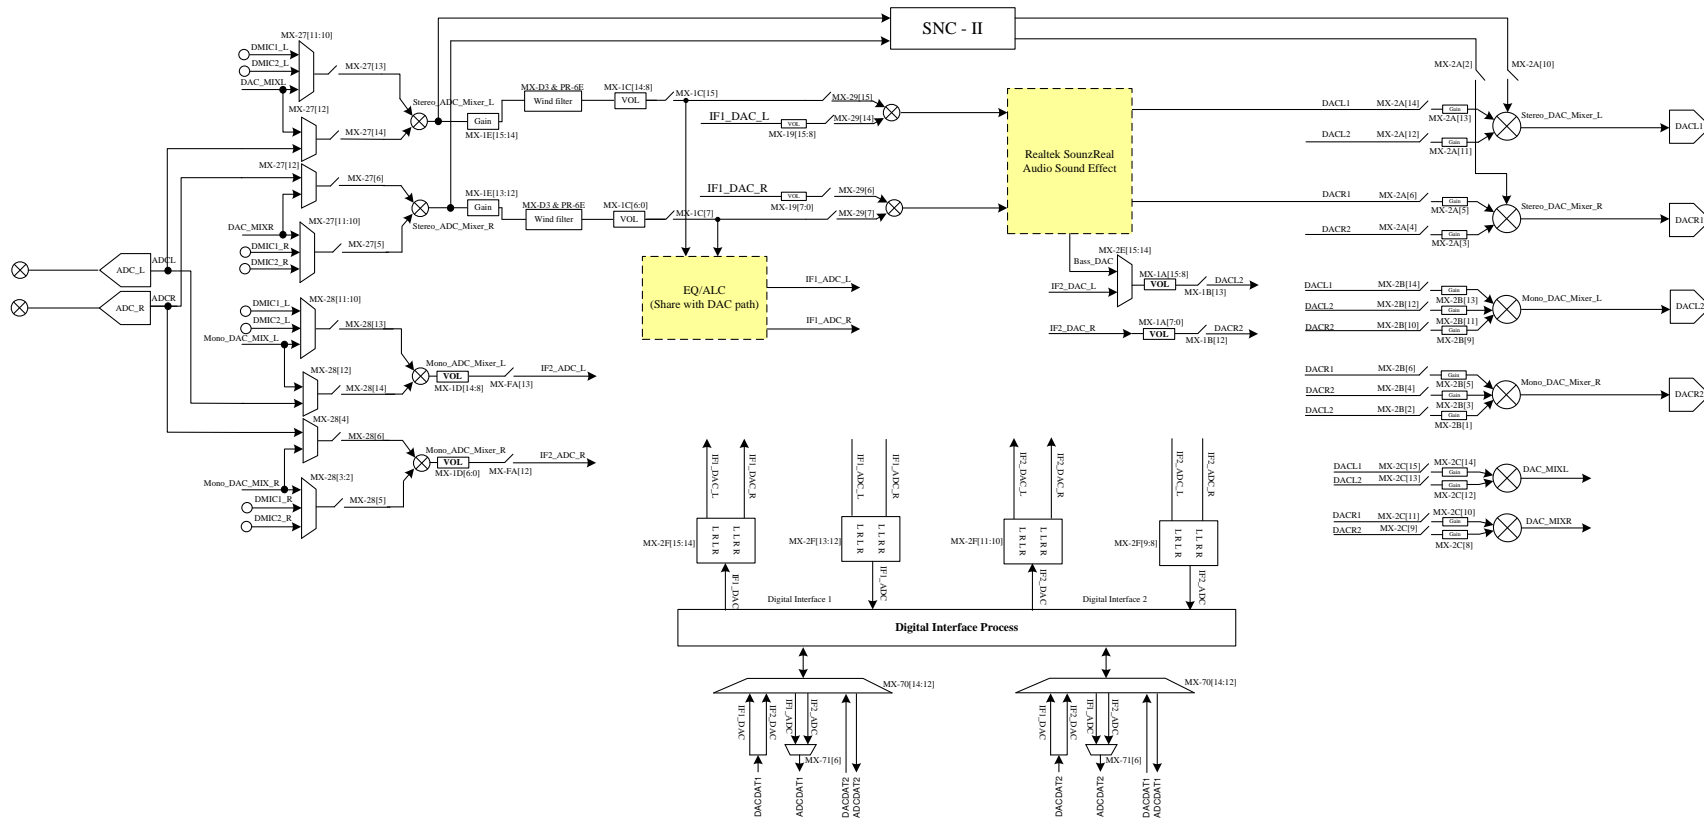 SNC - II
MX-27[11:10]
DMIC1_L
DMIC2_L
DAC_MIXL
MX-27[13]
MX-27[12]
MX-27[14]
Stereo_ADC_Mixer_L
Gain
MX-1E[15:14]
MX-D3 & PR-6E
Wind filter
MX-1C[14:8]
VOL
MX-1C[15]
MX-29[15]
IF1_DAC_L
VOL
MX-19[15:8]
MX-29[14]
MX-27[12]
MX-27[6]
MX-1E[13:12]
Gain
MX-D3 & PR-6E
Wind filter
MX-1C[6:0]
VOL
MX-1C[7]
IF1_DAC_R
VOL
MX-19[7:0]
MX-29[6]
MX-29[7]
Stereo_ADC_Mixer_R
MX-27[11:10]
DAC_MIXR
DMIC1_R
DMIC2_R
MX-27[5]
ADC_L
ADCL
ADC_R
ADCR
Realtek SounzReal
Audio Sound Effect
EQ/ALC
(Share with DAC path)
IF1_ADC_L
IF1_ADC_R
MX-2E[15:14]
Bass_DAC
IF2_DAC_L
MX-1A[15:8]
VOL
MX-1B[13]
DACL2
IF2_DAC_R
MX-1A[7:0]
VOL
MX-1B[12]
DACR2
MX-2A[2]
MX-2A[10]
DACL1
MX-2A[14]
Gain
MX-2A[13]
DACL2
MX-2A[12]
Gain
MX-2A[11]
Stereo_DAC_Mixer_L
DACL1
DACR1
MX-2A[6]
Gain
MX-2A[5]
DACR2
MX-2A[4]
Gain
MX-2A[3]
Stereo_DAC_Mixer_R
DACR1
DACL1
MX-2B[14]
Gain
MX-2B[13]
DACL2
MX-2B[12]
Gain
MX-2B[11]
DACR2
MX-2B[10]
Gain
MX-2B[9]
Mono_DAC_Mixer_L
DACL2
DACR1
MX-2B[6]
Gain
MX-2B[5]
DACR2
MX-2B[4]
Gain
MX-2B[3]
DACL2
MX-2B[2]
Gain
MX-2B[1]
Mono_DAC_Mixer_R
DACR2
DACL1
MX-2C[15]
MX-2C[14]
Gain
DACL2
MX-2C[13]
Gain
MX-2C[12]
DAC_MIXL
DACR1
MX-2C[11]
MX-2C[10]
Gain
DACR2
MX-2C[9]
Gain
MX-2C[8]
DAC_MIXR
MX-28[11:10]
DMIC1_L
DMIC2_L
Mono_DAC_MIX_L
MX-28[13]
MX-28[12]
MX-28[14]
Mono_ADC_Mixer_L
VOL
MX-1D[14:8]
MX-FA[13]
IF2_ADC_L
MX-28[4]
MX-28[6]
Mono_ADC_Mixer_R
VOL
MX-1D[6:0]
MX-FA[12]
IF2_ADC_R
Mono_DAC_MIX_R
MX-28[3:2]
DMIC1_R
DMIC2_R
MX-28[5]
IF1_DAC_L
IF1_DAC_R
MX-2F[15:14]
L R L R
L L R R
IF1_DAC
IF1_ADC_L
IF1_ADC_R
MX-2F[13:12]
L R L R
L L R R
IF1_ADC
IF2_DAC_L
IF2_DAC_R
MX-2F[11:10]
L R L R
L L R R
IF2_DAC
IF2_ADC_L
IF2_ADC_R
MX-2F[9:8]
L R L R
L L R R
IF2_ADC
Digital Interface 1
Digital Interface 2
Digital Interface Process
MX-70[14:12]
IF1_DAC
IF2_DAC
IF1_ADC
IF2_ADC
MX-71[6]
DACDAT1
ADCDAT1
DACDAT2
ADCDAT2
MX-70[14:12]
IF1_DAC
IF2_DAC
IF1_ADC
IF2_ADC
MX-71[6]
DACDAT2
ADCDAT2
DACDAT1
ADCDAT1